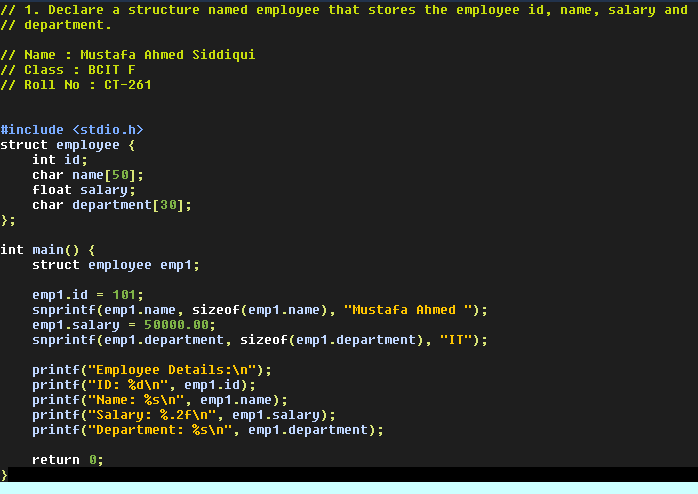 // 1. Declare a structure named employee that stores the employee id, name, salary and
// department.

// Name : Mustafa Ahmed Siddiqui
// Class : BCIT F
// Roll No : CT-261


#include <stdio.h>
struct employee {
    int id;
    char name[50];
    float salary;
    char department[30];
};

int main() {
    struct employee emp1;

    emp1.id = 101;
    snprintf(emp1.name, sizeof(emp1.name), "Mustafa Ahmed ");
    emp1.salary = 50000.00;
    snprintf(emp1.department, sizeof(emp1.department), "IT");

    printf("Employee Details:\n");
    printf("ID: %d\n", emp1.id);
    printf("Name: %s\n", emp1.name);
    printf("Salary: %.2f\n", emp1.salary);
    printf("Department: %s\n", emp1.department);

    return 0;
}